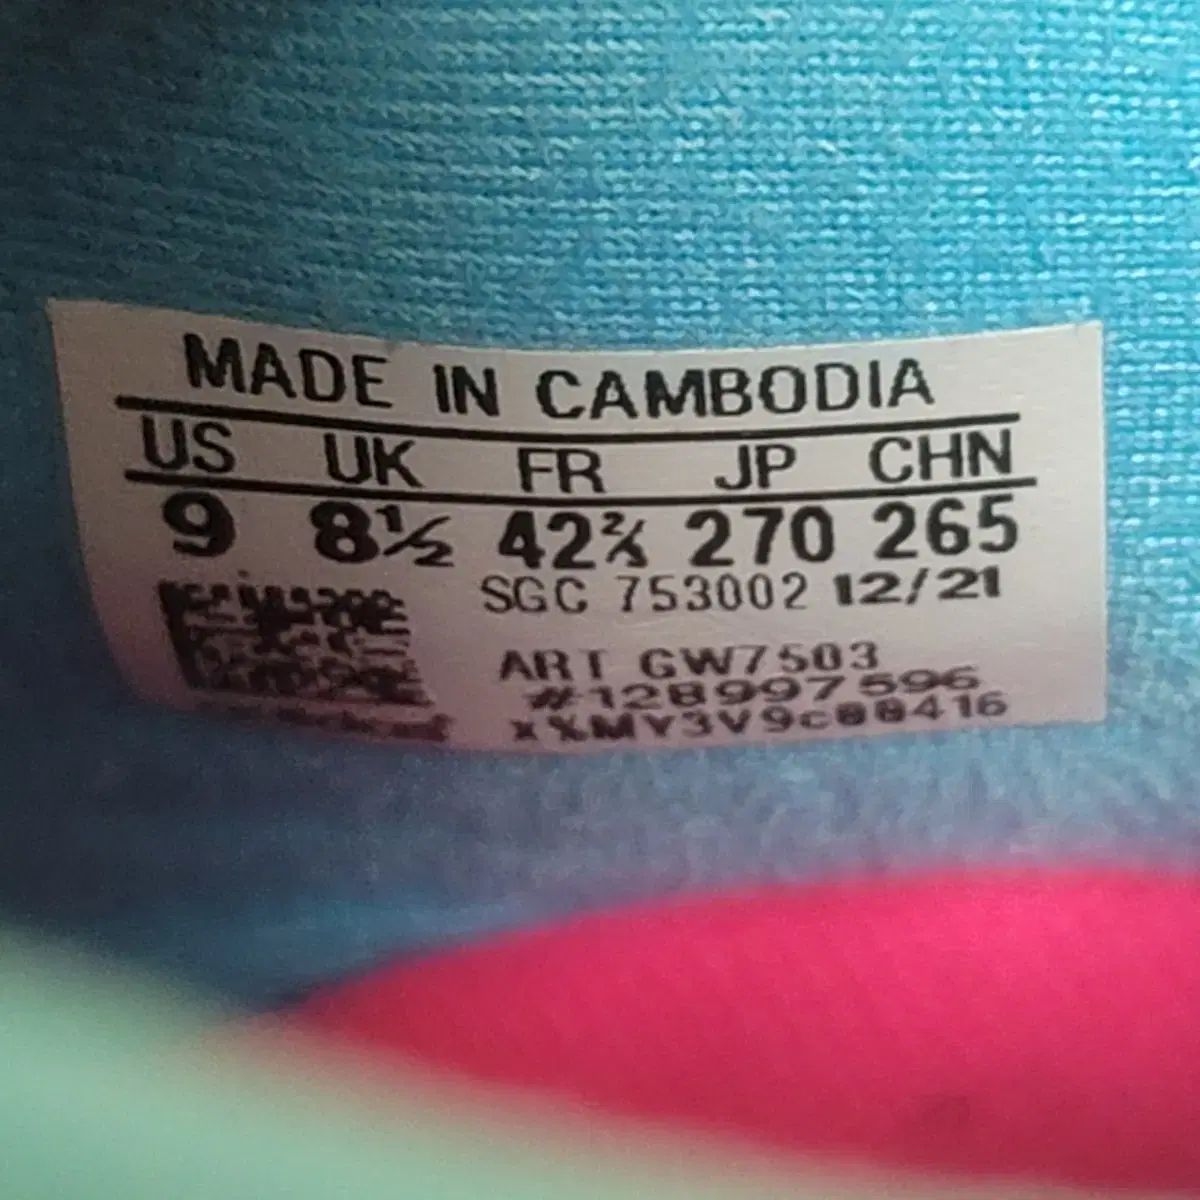 MADE IN CAMBODIA
US UK FR JP CHN
9 8½ 42⅔ 270 265
SGC 753002 12/21
ART GW7503
#128997596